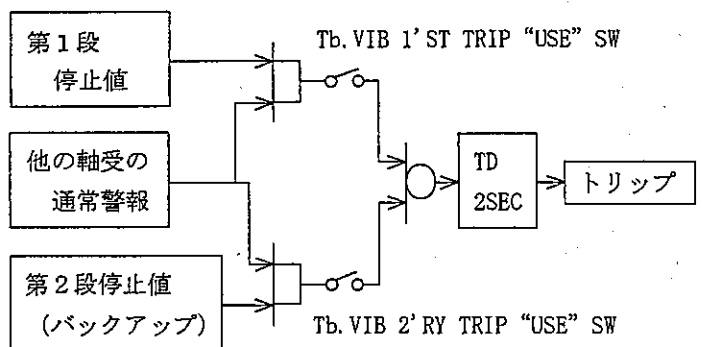 第1段
停止値
Tb. VIB 1'ST TRIP “USE” SW
他の軸受の
通常警報
TD
2SEC
トリップ
第2段停止値
(バックアップ)
Tb. VIB 2'RY TRIP “USE” SW